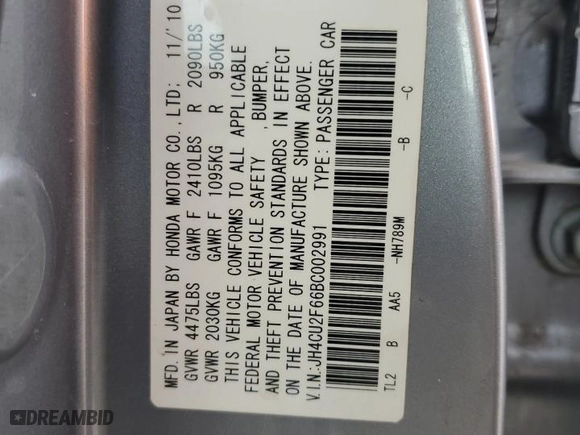 MFD. IN JAPAN BY HONDA MOTOR CO., LTD: 11/'10
GVWR 4475LBS GAWR F 2410LBS R 2090LBS
GVWR 2030KG GAWR F 1095KG R 950KG
THIS VEHICLE CONFORMS TO ALL APPLICABLE
FEDERAL MOTOR VEHICLE SAFETY , BUMPER,
AND THEFT PREVENTION STANDARDS IN EFFECT
ON THE DATE OF MANUFACTURE SHOWN ABOVE.
V.I.N:JH4CU2F66BC002991 TYPE: PASSENGER CAR
TL2 B AA5 -NH789M -B -C
DREAMBID